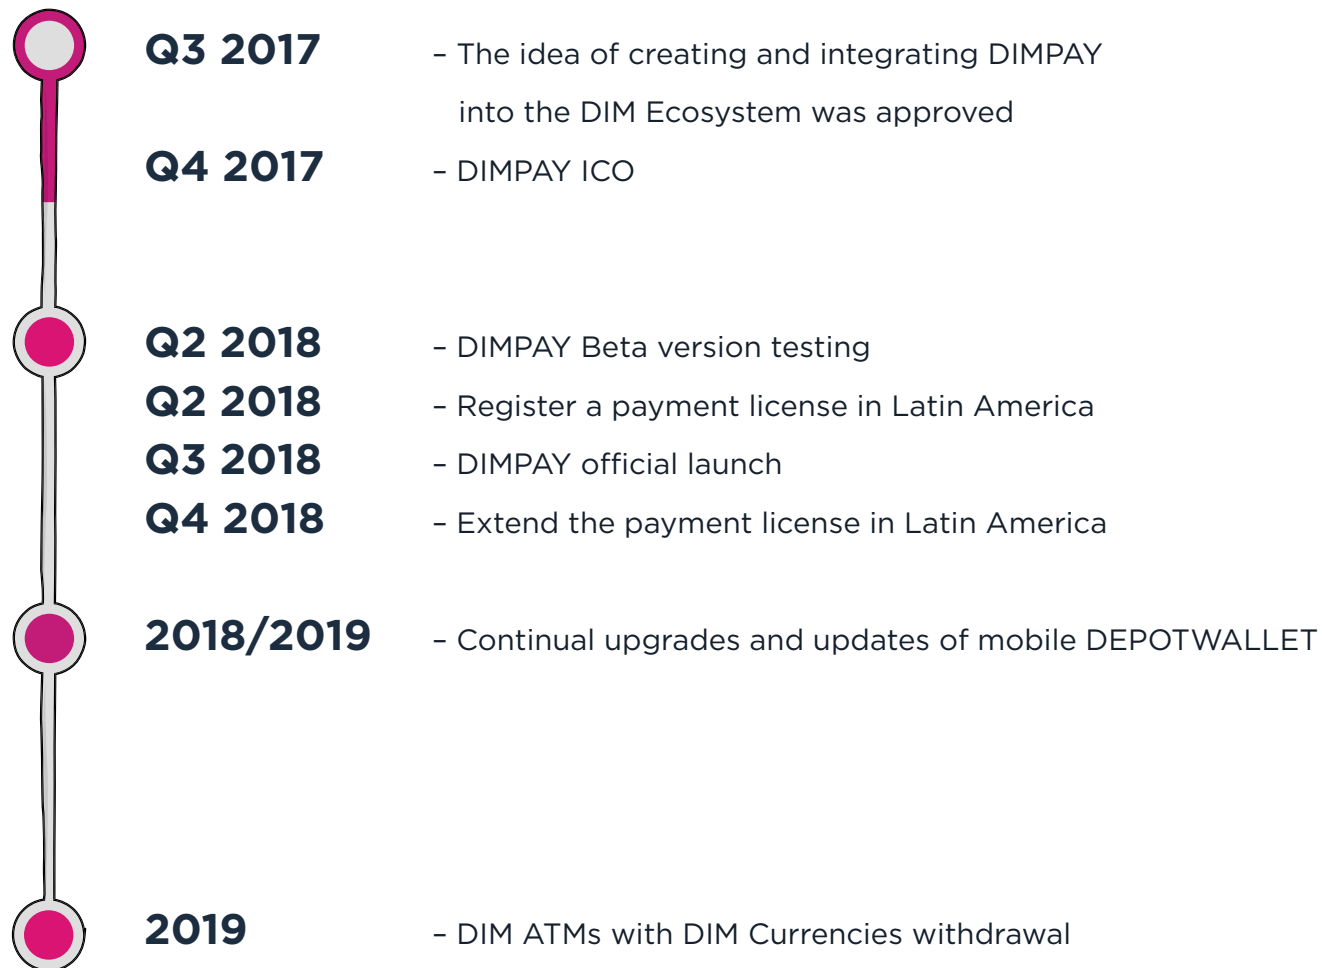 Q3 2017 – The idea of creating and integrating DIMPAY
into the DIM Ecosystem was approved
Q4 2017 – DIMPAY ICO
Q2 2018 – DIMPAY Beta version testing
Q2 2018 – Register a payment license in Latin America
Q3 2018 – DIMPAY official launch
Q4 2018 – Extend the payment license in Latin America
2018/2019 – Continual upgrades and updates of mobile DEPOTWALLET
2019 – DIM ATMs with DIM Currencies withdrawal